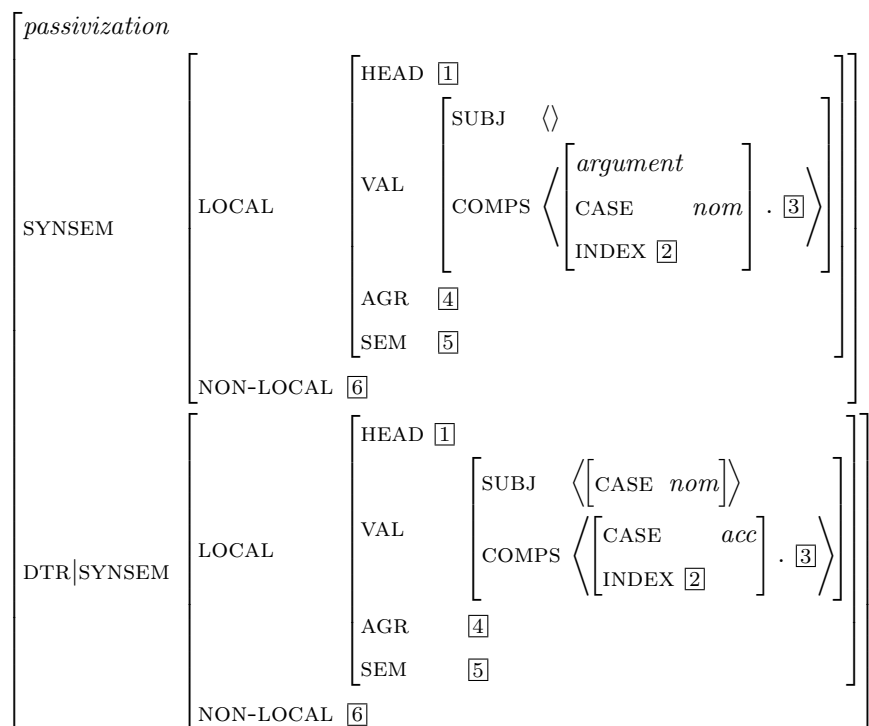 passivization
HEAD 1
SUBJ ⟨⟩
argument
VAL
SYNSEM LOCAL COMPS ⟨ CASE nom . 3 ⟩
INDEX 2
AGR 4
SEM 5
NON-LOCAL 6
HEAD 1
SUBJ ⟨[CASE nom]⟩
VAL
DTR|SYNSEM LOCAL COMPS ⟨ CASE acc . 3 ⟩
INDEX 2
AGR 4
SEM 5
NON-LOCAL 6